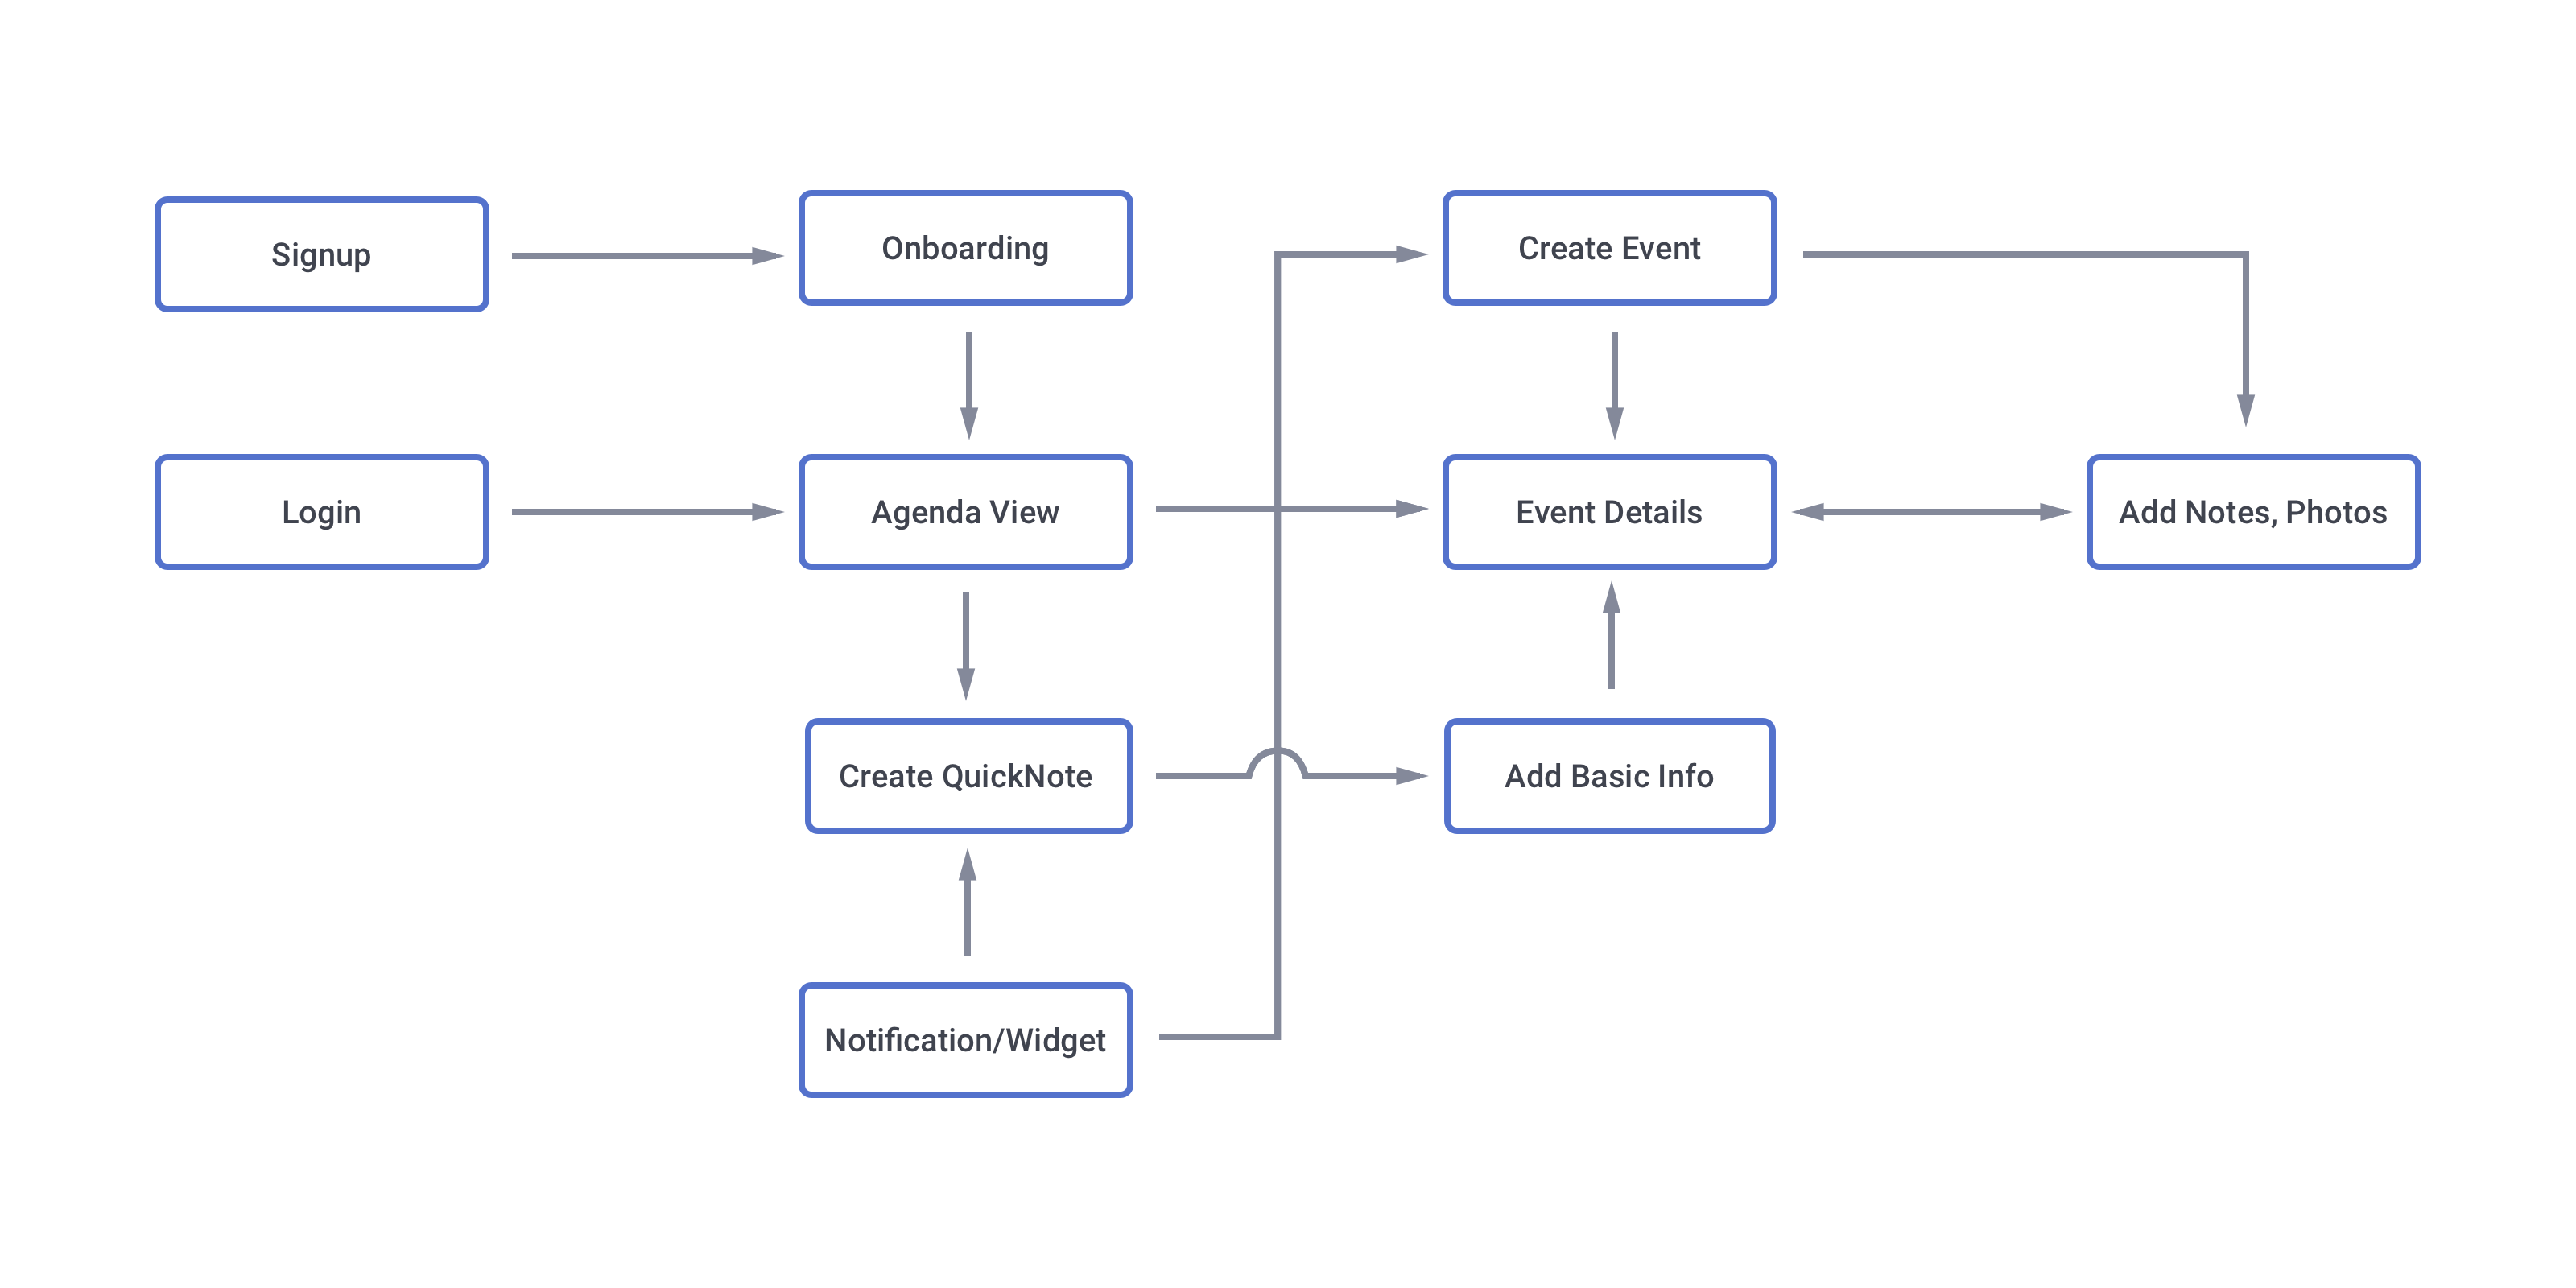 Signup
Onboarding
Create Event
Login
Agenda View
Event Details
Add Notes, Photos
Create QuickNote
Add Basic Info
Notification/Widget